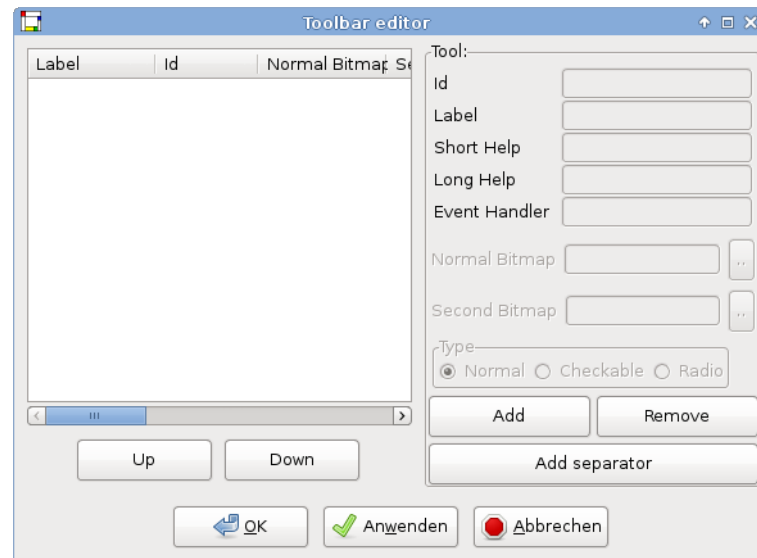 Toolbar editor
Label Id Normal Bitmap Se
Tool:
Id
Label
Short Help
Long Help
Event Handler
Normal Bitmap ..
Second Bitmap ..
Type
Normal Checkable Radio
Add Remove
Up Down
Add separator
OK Anwenden Abbrechen